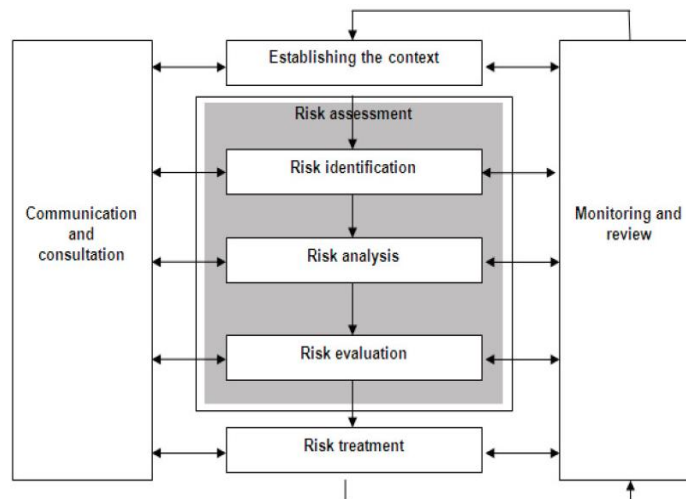 Establishing the context
Risk assessment
Risk identification
Communication
and
consultation
Monitoring and
review
Risk analysis
Risk evaluation
Risk treatment